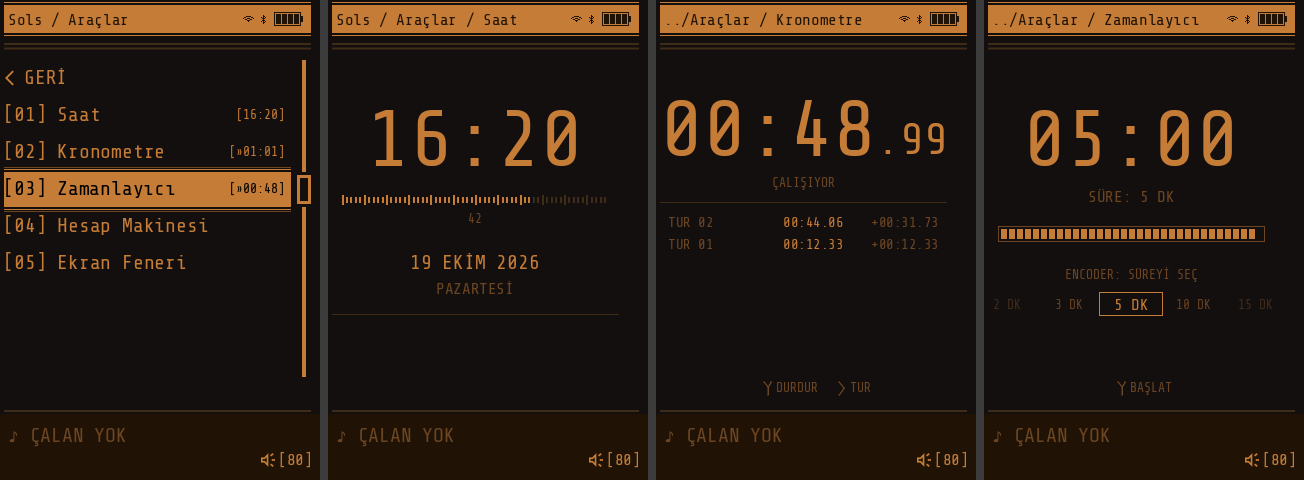 Sols / Araçlar
GERİ
[01] Saat [16:20]
[02] Kronometre [»01:01]
[03] Zamanlayıcı [»00:48]
[04] Hesap Makinesi
[05] Ekran Feneri
♪ ÇALAN YOK
[80]
Sols / Araçlar / Saat
16:20
42
19 EKİM 2026
PAZARTESİ
♪ ÇALAN YOK
[80]
../Araçlar / Kronometre
00:48.99
ÇALIŞIYOR
TUR 02 00:44.06 +00:31.73
TUR 01 00:12.33 +00:12.33
DURDUR TUR
♪ ÇALAN YOK
[80]
../Araçlar / Zamanlayıcı
05:00
SÜRE: 5 DK
ENCODER: SÜREYİ SEÇ
2 DK 3 DK 5 DK 10 DK 15 DK
BAŞLAT
♪ ÇALAN YOK
[80]